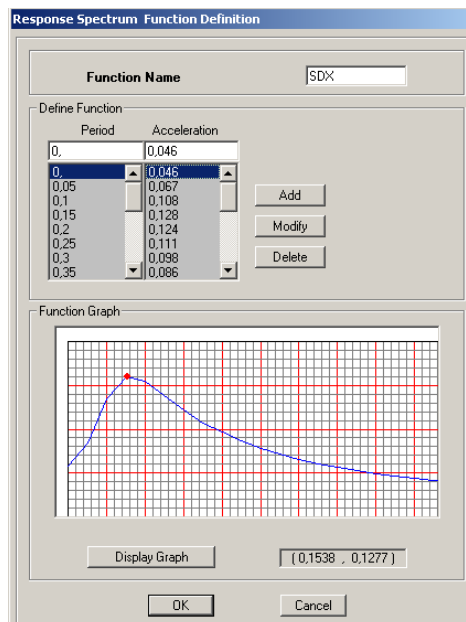 Response Spectrum Function Definition
Function Name SDX
Define Function
Period Acceleration
0, 0,046
0, 0,046
0,05 0,067
0,1 0,108
0,15 0,128
0,2 0,124
0,25 0,111
0,3 0,098
0,35 0,086
Add
Modify
Delete
Function Graph
Display Graph (0,1538 , 0,1277)
OK Cancel